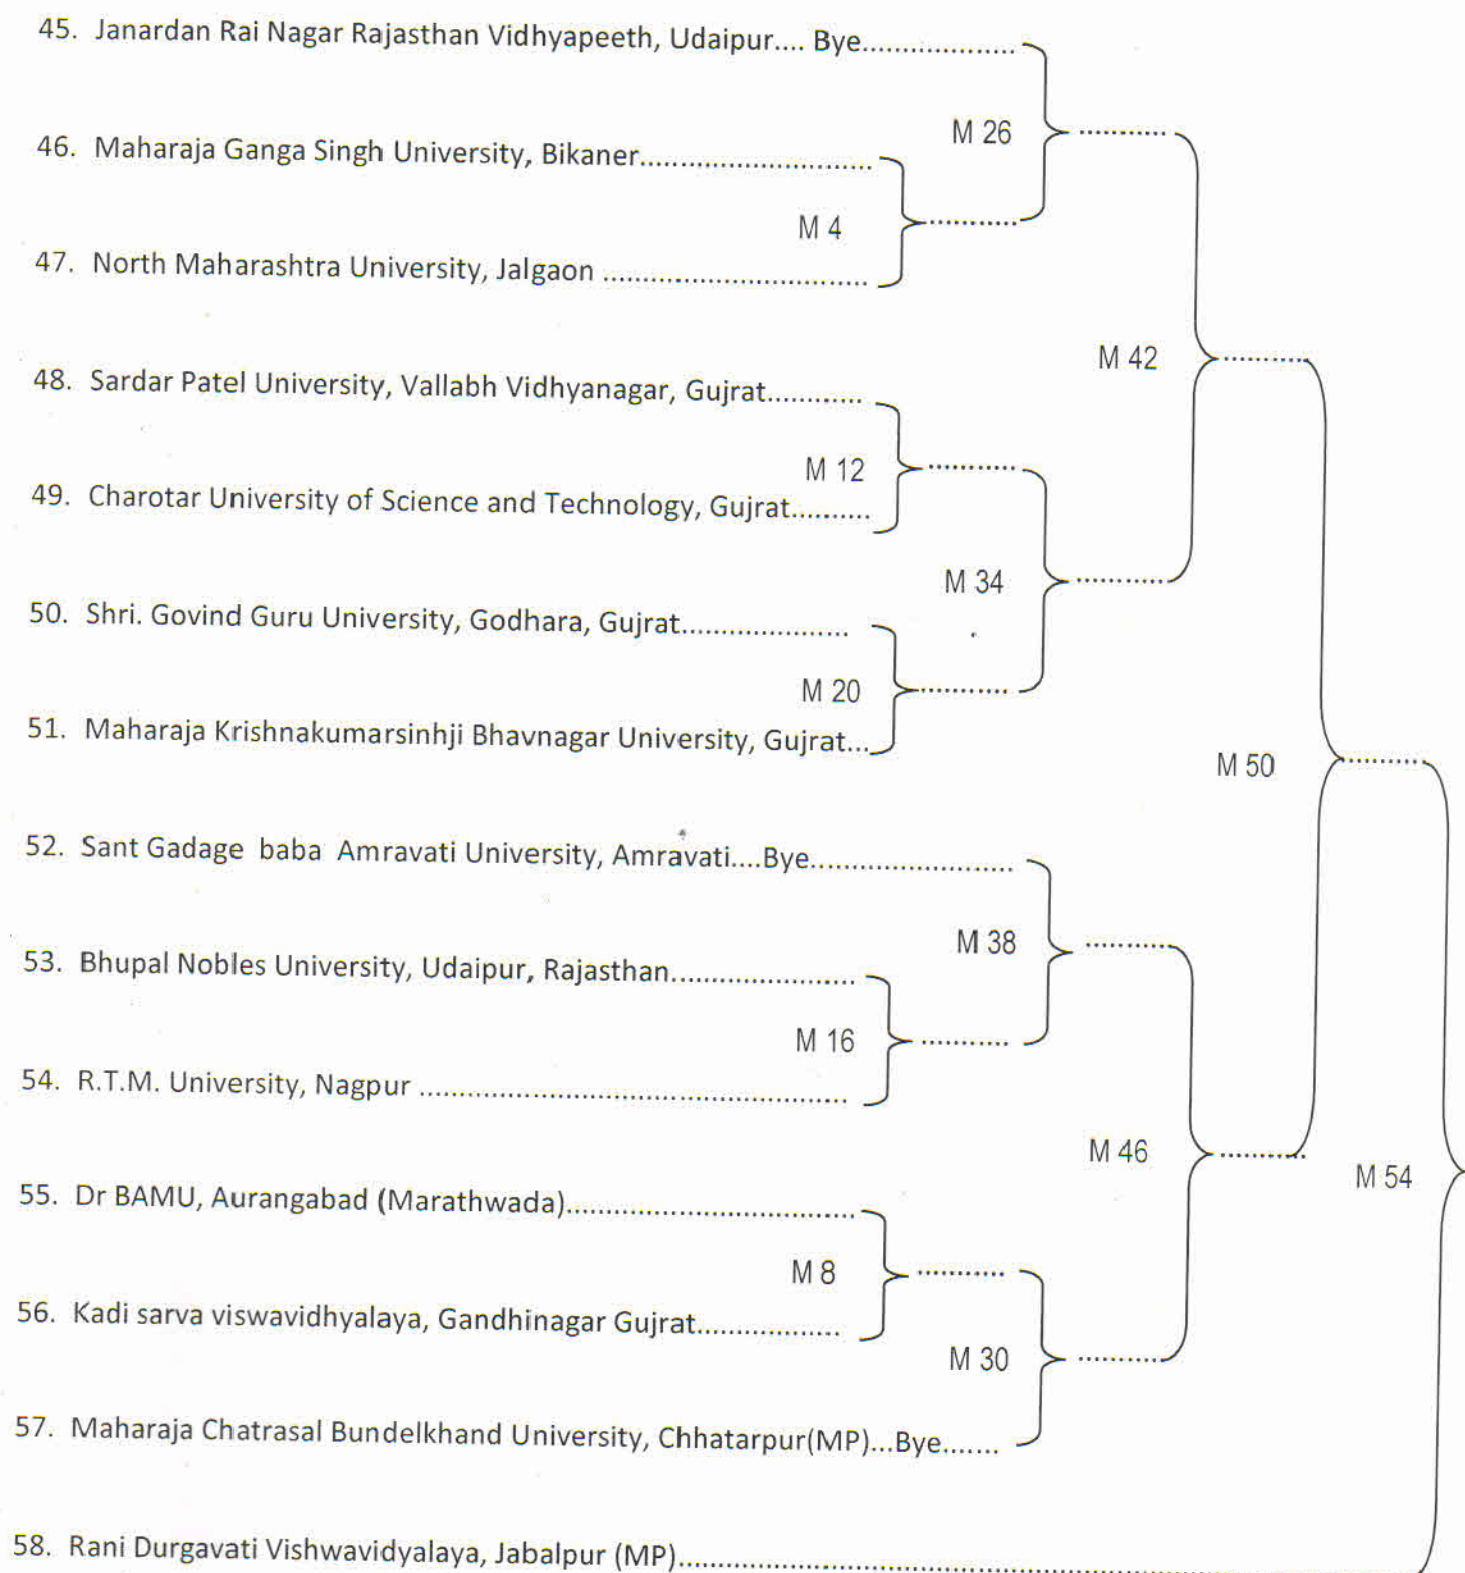 45. Janardan Rai Nagar Rajasthan Vidhyapeeth, Udaipur.... Bye...................
M 26
46. Maharaja Ganga Singh University, Bikaner.............................
M 4
47. North Maharashtra University, Jalgaon .................................
M 42
48. Sardar Patel University, Vallabh Vidhyanagar, Gujrat............
M 12
49. Charotar University of Science and Technology, Gujrat..........
M 34
50. Shri. Govind Guru University, Godhara, Gujrat.....................
M 20
51. Maharaja Krishnakumarsinhji Bhavnagar University, Gujrat...
M 50
52. Sant Gadage baba Amravati University, Amravati....Bye.........................
M 38
53. Bhupal Nobles University, Udaipur, Rajasthan.......................
M 16
54. R.T.M. University, Nagpur .....................................................
M 46
M 54
55. Dr BAMU, Aurangabad (Marathwada)....................................
M 8
56. Kadi sarva viswavidhyalaya, Gandhinagar Gujrat..................
M 30
57. Maharaja Chatrasal Bundelkhand University, Chhatarpur(MP)...Bye.......
58. Rani Durgavati Vishwavidyalaya, Jabalpur (MP)................................